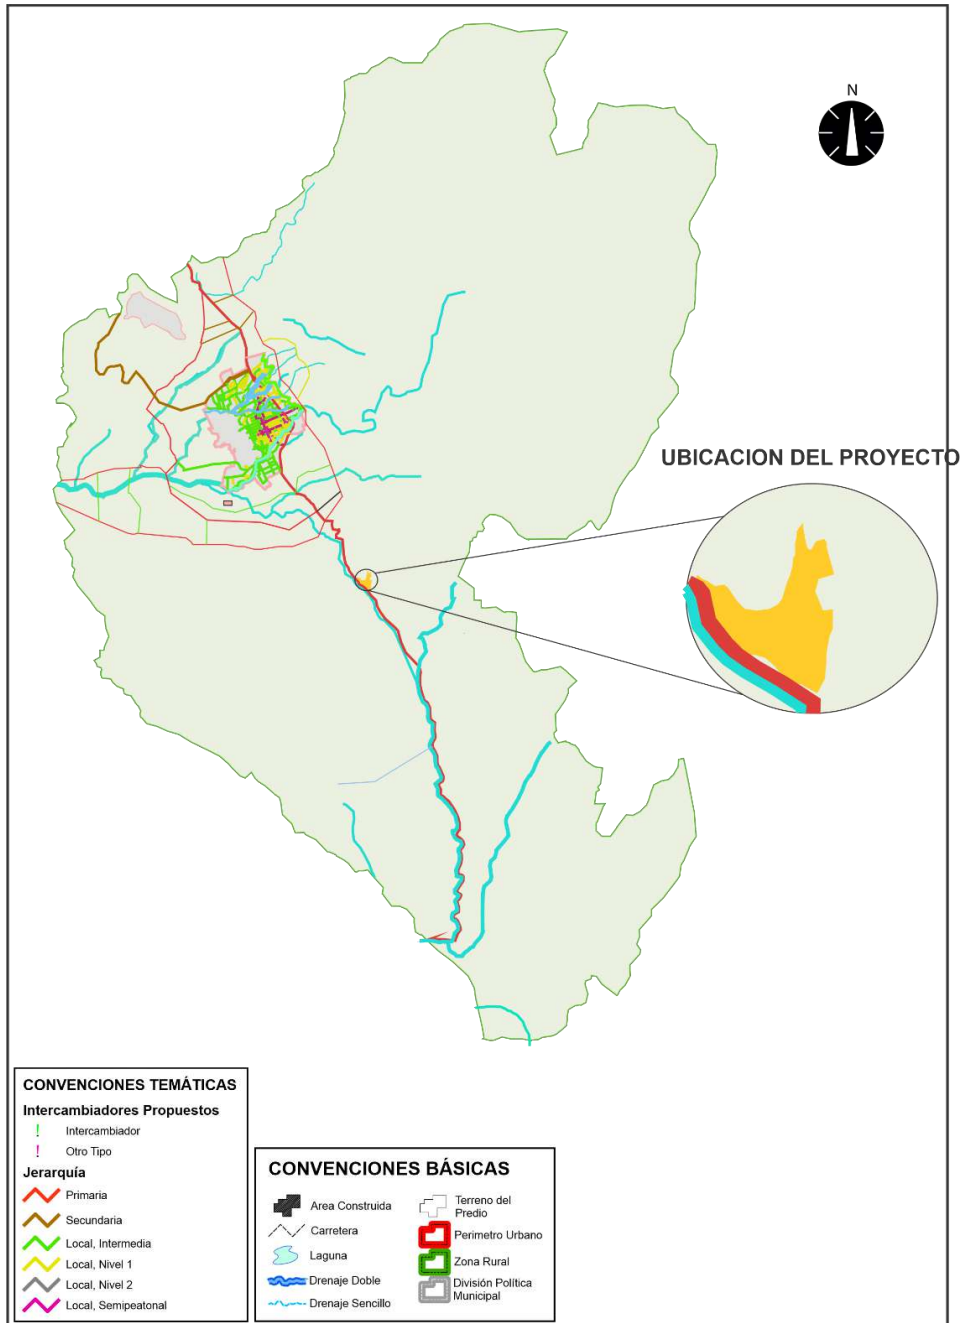 N
UBICACION DEL PROYECTO
CONVENCIONES TEMÁTICAS
Intercambiadores Propuestos
Intercambiador
Otro Tipo
Jerarquía
Primaria
Secundaria
Local, Intermedia
Local, Nivel 1
Local, Nivel 2
Local, Semipeatonal
CONVENCIONES BÁSICAS
Area Construida
Carretera
Laguna
Drenaje Doble
Drenaje Sencillo
Terreno del
Predio
Perimetro Urbano
Zona Rural
División Política
Municipal